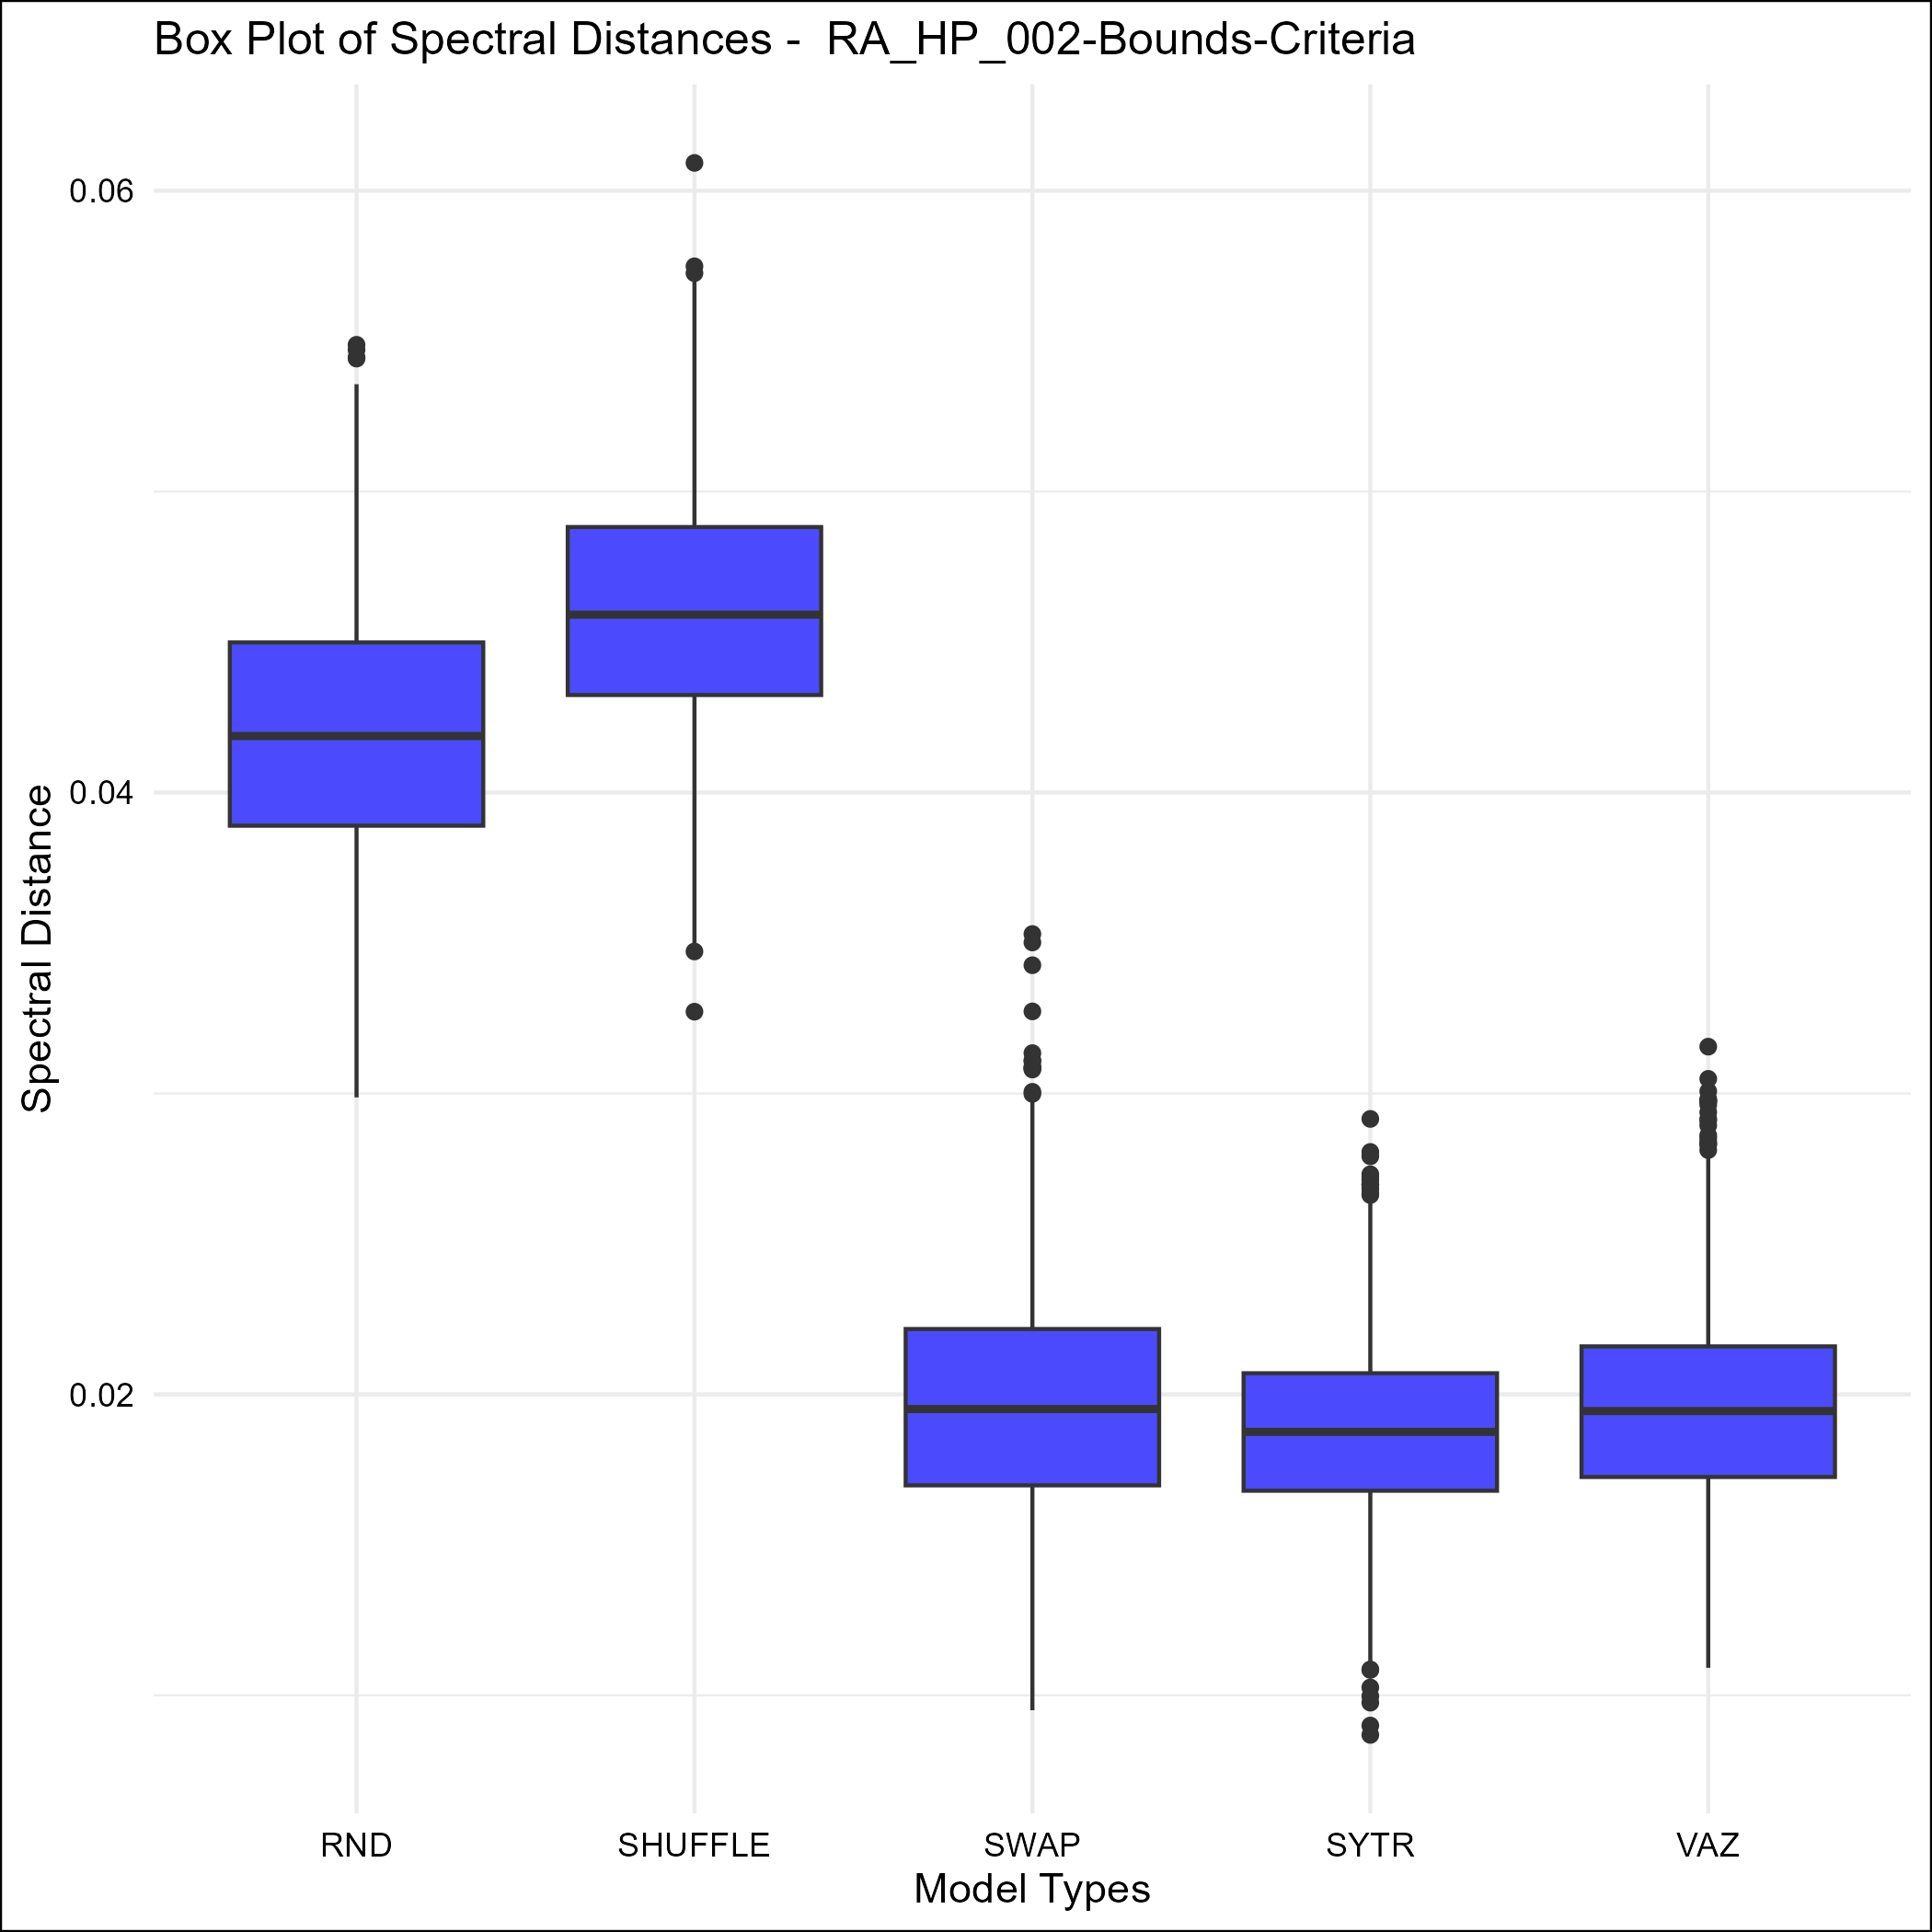 Box Plot of Spectral Distances -  RA_HP_002-Bounds-Criteria
0.06
0.04
0.02
Spectral Distance
RND SHUFFLE SWAP SYTR VAZ
Model Types